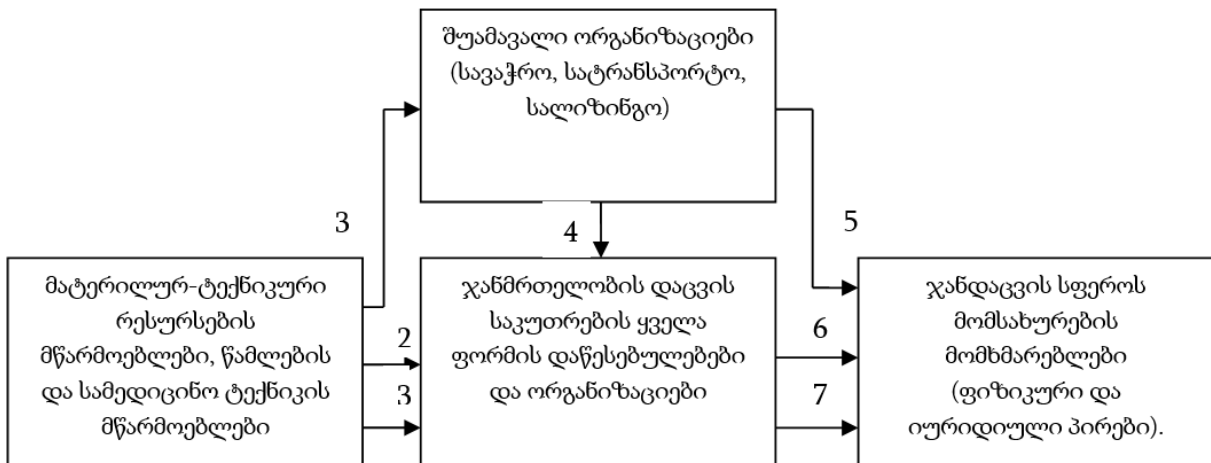 შუამავალი ორგანიზაციები
(სავაჭრო, სატრანსპორტო,
სალიზინგო)
3
4
5
მატერილურ-ტექნიკური
რესურსების
მწარმოებლები, წამლების
და სამედიცინო ტექნიკის
მწარმოებლები
2
3
ჯანმრთელობის დაცვის
საკუთრების ყველა
ფორმის დაწესებულებები
და ორგანიზაციები
6
7
ჯანდაცვის სფეროს
მომსახურების
მომხმარებლები
(ფიზიკური და
იურიდიული პირები).